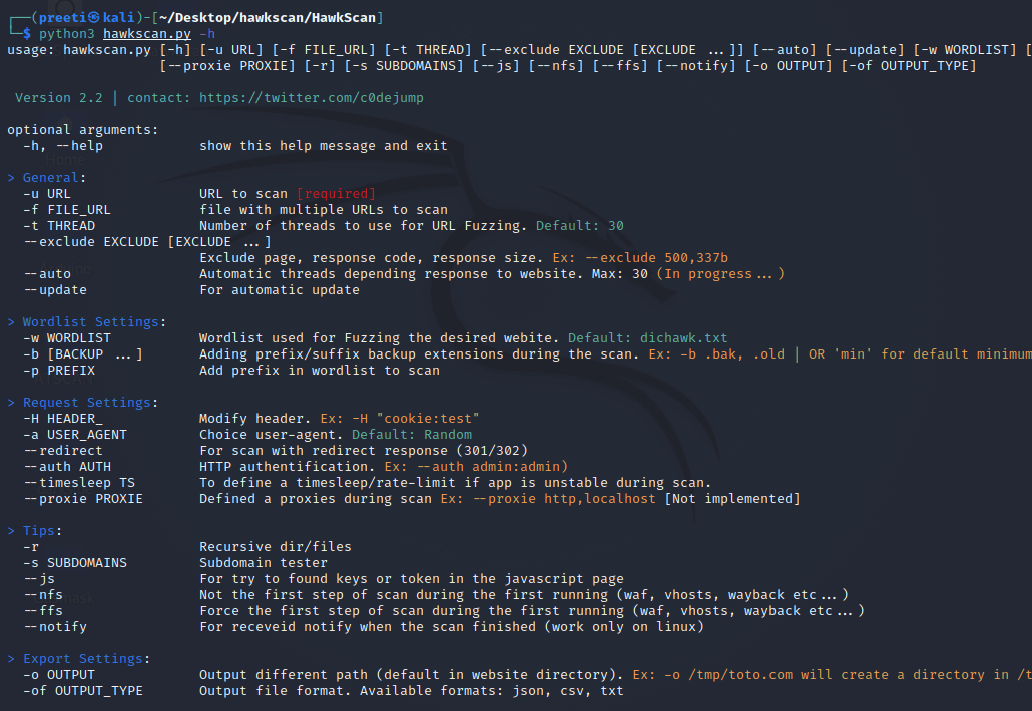 (preeti㉿kali)-[~/Desktop/hawkscan/HawkScan]
$ python3 hawkscan.py -h
usage: hawkscan.py [-h] [-u URL] [-f FILE_URL] [-t THREAD] [--exclude EXCLUDE [EXCLUDE ...]] [--auto] [--update] [-w WORDLIST] [
[--proxie PROXIE] [-r] [-s SUBDOMAINS] [--js] [--nfs] [--ffs] [--notify] [-o OUTPUT] [-of OUTPUT_TYPE]
Version 2.2 | contact: https://twitter.com/c0dejump
optional arguments:
-h, --help show this help message and exit
> General:
-u URL URL to scan [required]
-f FILE_URL file with multiple URLs to scan
-t THREAD Number of threads to use for URL Fuzzing. Default: 30
--exclude EXCLUDE [EXCLUDE ...]
Exclude page, response code, response size. Ex: --exclude 500,337b
--auto Automatic threads depending response to website. Max: 30 (In progress...)
--update For automatic update
> Wordlist Settings:
-w WORDLIST Wordlist used for Fuzzing the desired webite. Default: dichawk.txt
-b [BACKUP ...] Adding prefix/suffix backup extensions during the scan. Ex: -b .bak, .old | OR 'min' for default minimum
-p PREFIX Add prefix in wordlist to scan
> Request Settings:
-H HEADER_ Modify header. Ex: -H "cookie:test"
-a USER_AGENT Choice user-agent. Default: Random
--redirect For scan with redirect response (301/302)
--auth AUTH HTTP authentification. Ex: --auth admin:admin)
--timesleep TS To define a timesleep/rate-limit if app is unstable during scan.
--proxie PROXIE Defined a proxies during scan Ex: --proxie http,localhost [Not implemented]
> Tips:
-r Recursive dir/files
-s SUBDOMAINS Subdomain tester
--js For try to found keys or token in the javascript page
--nfs Not the first step of scan during the first running (waf, vhosts, wayback etc...)
--ffs Force the first step of scan during the first running (waf, vhosts, wayback etc...)
--notify For receveid notify when the scan finished (work only on linux)
> Export Settings:
-o OUTPUT Output different path (default in website directory). Ex: -o /tmp/toto.com will create a directory in /t
-of OUTPUT_TYPE Output file format. Available formats: json, csv, txt